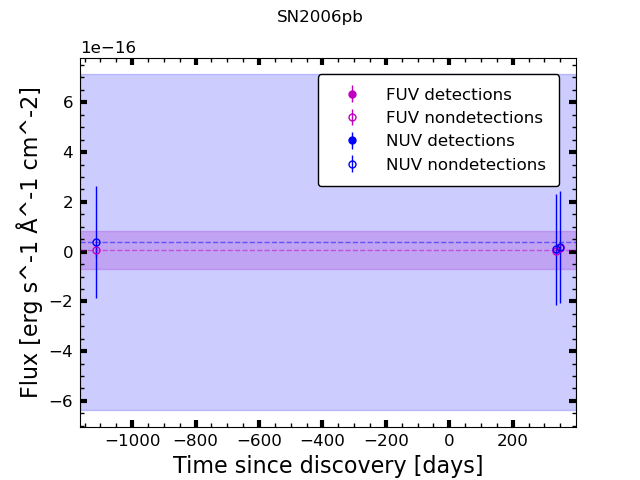 SN2006pb
1e−16
FUV detections
FUV nondetections
NUV detections
NUV nondetections
6
4
2
0
−2
−4
−6
Flux [erg s^-1 Å^-1 cm^-2]
−1000 −800 −600 −400 −200 0 200
Time since discovery [days]